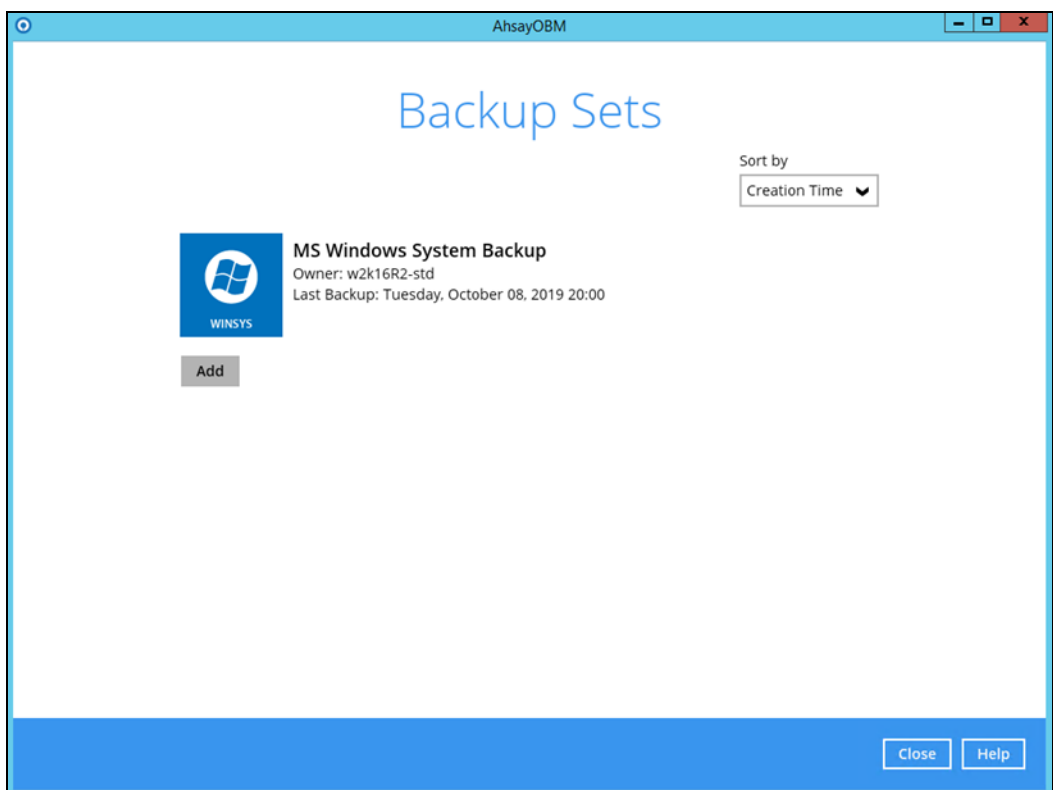 AhsayOBM
Backup Sets
Sort by
Creation Time
MS Windows System Backup
Owner: w2k16R2-std
Last Backup: Tuesday, October 08, 2019 20:00
WINSYS
Add
Close
Help